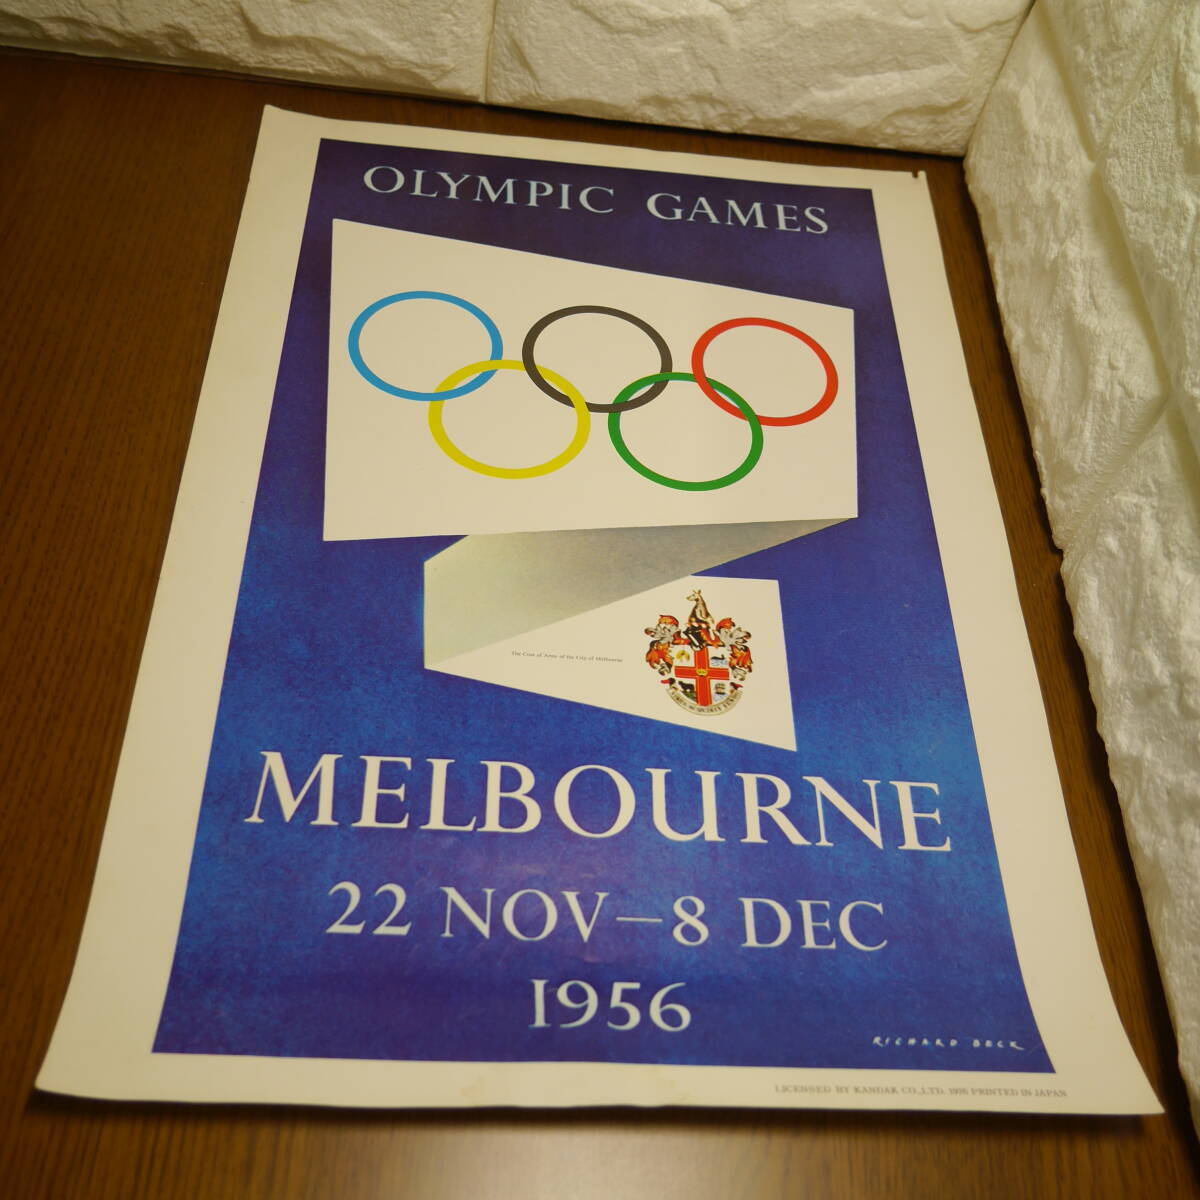 OLYMPIC GAMES
The Coat of Arms of the City of Melbourne
MELBOURNE
22 NOV—8 DEC
1956
RICHARD BECK
LICENSED BY KANDAK CO.,LTD. 1976 PRINTED IN JAPAN